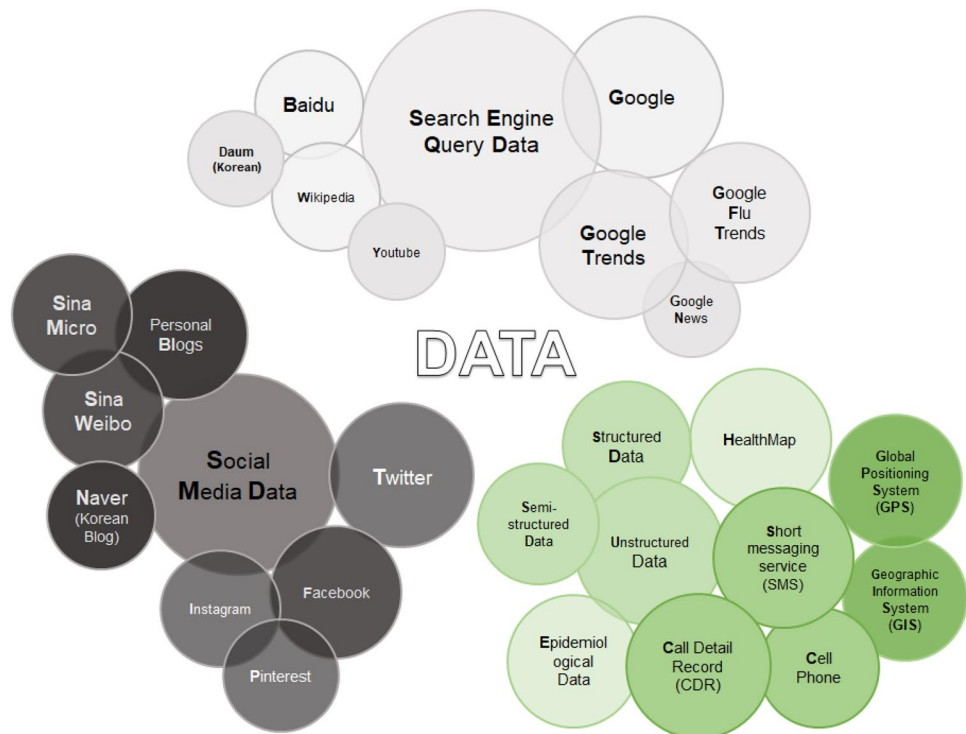 Baidu
Search Engine
Query Data
Google
Daum
(Korean)
Wikipedia
Youtube
Google
Trends
Google
Flu
Trends
Google
News
DATA
Sina
Micro
Personal
Blogs
Sina
Weibo
Social
Media Data
Twitter
Naver
(Korean
Blog)
Instagram
Facebook
Pinterest
Structured
Data
HealthMap
Global
Positioning
System
(GPS)
Semi-
structured
Data
Unstructured
Data
Short
messaging
service
(SMS)
Geographic
Information
System
(GIS)
Epidemiol
ogical
Data
Call Detail
Record
(CDR)
Cell
Phone